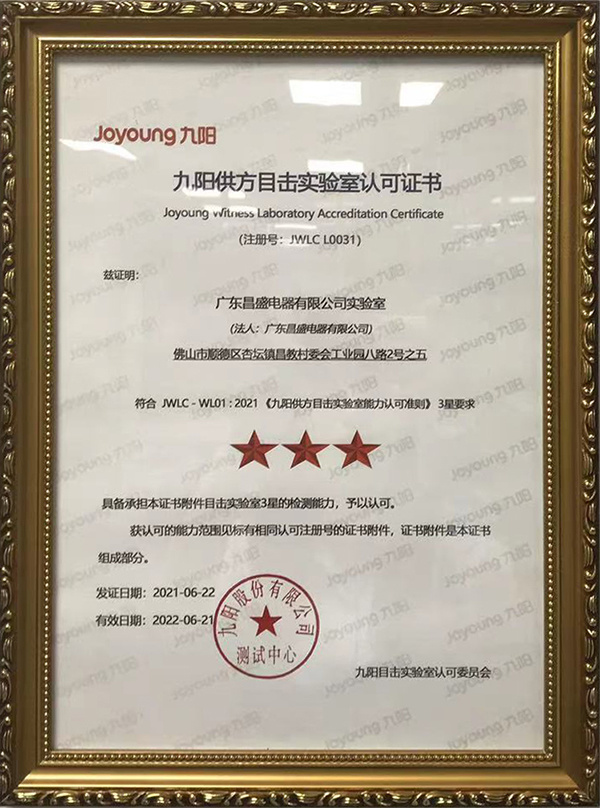 Joyoung 九阳
九阳供方目击实验室认可证书
Joyoung Witness Laboratory Accreditation Certificate
(注册号：JWLC L0031)
兹证明：
广东昌盛电器有限公司实验室
(法人：广东昌盛电器有限公司)
佛山市顺德区杏坛镇昌教村委会工业园八路2号之五
符合 JWLC - WL01 : 2021 《九阳供方目击实验室能力认可准则》 3星要求
具备承担本证书附件目击实验室3星的检测能力，予以认可。
获认可的能力范围见标有相同认可注册号的证书附件，证书附件是本证书
组成部分。
发证日期：2021-06-22
有效日期：2022-06-21
九阳股份有限公司
测试中心
九阳目击实验室认可委员会